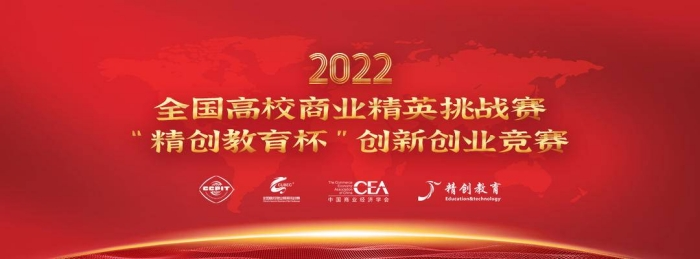 2022
全国高校商业精英挑战赛
“精创教育杯”创新创业竞赛
CCPIT
CUBEC
CEA
中国商业经济学会
精创教育
Education&technology